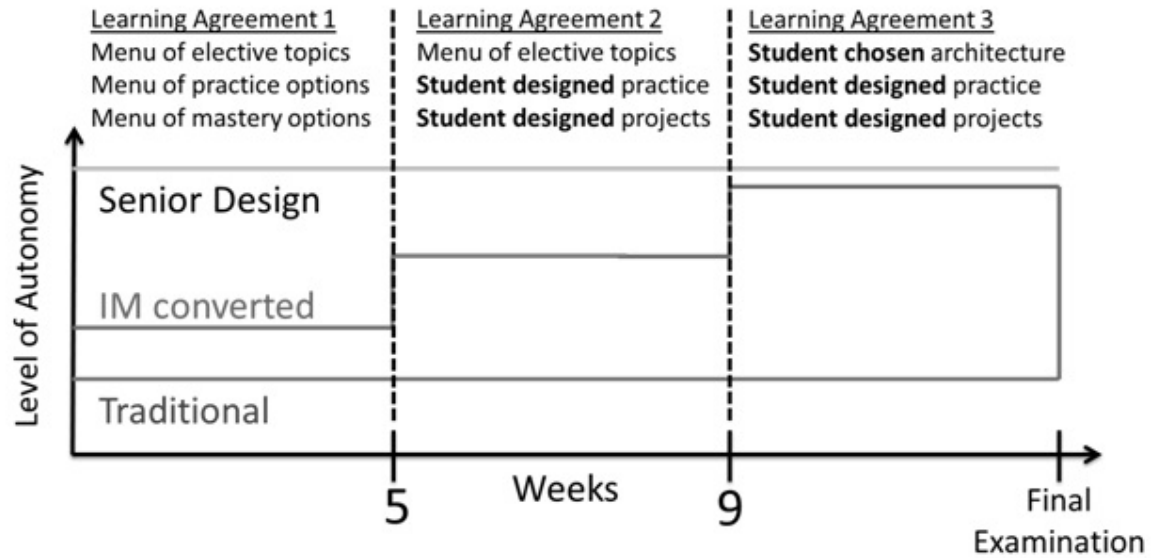 Learning Agreement 1
Menu of elective topics
Menu of practice options
Menu of mastery options
Learning Agreement 2
Menu of elective topics
Student designed practice
Student designed projects
Learning Agreement 3
Student chosen architecture
Student designed practice
Student designed projects
Level of Autonomy
Senior Design
IM converted
Traditional
5
Weeks
9
Final
Examination